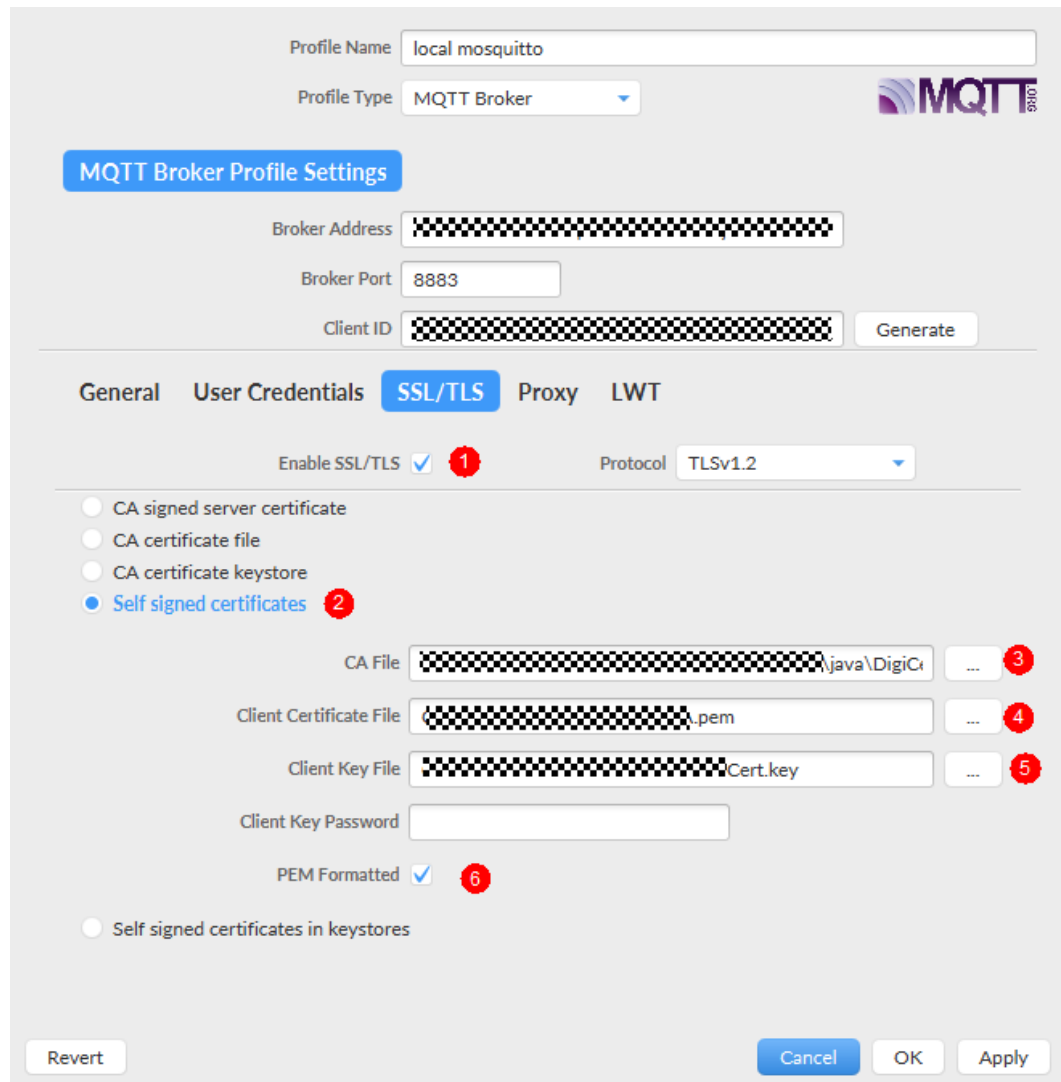 Profile Name local mosquitto
Profile Type MQTT Broker
MQTT.ORG
MQTT Broker Profile Settings
Broker Address
Broker Port 8883
Client ID Generate
General User Credentials SSL/TLS Proxy LWT
Enable SSL/TLS 1 Protocol TLSv1.2
CA signed server certificate
CA certificate file
CA certificate keystore
Self signed certificates 2
CA File \java\DigiCe ... 3
Client Certificate File .pem ... 4
Client Key File Cert.key ... 5
Client Key Password
PEM Formatted 6
Self signed certificates in keystores
Revert Cancel OK Apply